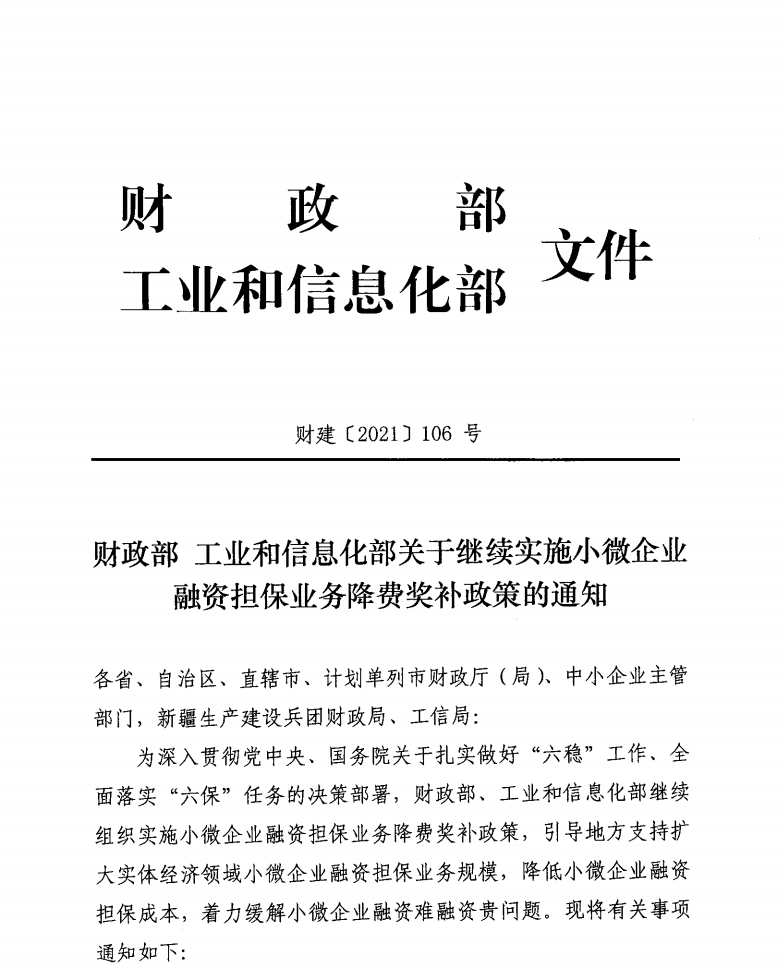 财政部
工业和信息化部
文件
财建〔2021〕106 号
财政部 工业和信息化部关于继续实施小微企业
融资担保业务降费奖补政策的通知
各省、自治区、直辖市、计划单列市财政厅（局）、中小企业主管
部门，新疆生产建设兵团财政局、工信局：
为深入贯彻党中央、国务院关于扎实做好“六稳”工作、全
面落实“六保”任务的决策部署，财政部、工业和信息化部继续
组织实施小微企业融资担保业务降费奖补政策，引导地方支持扩
大实体经济领域小微企业融资担保业务规模，降低小微企业融资
担保成本，着力缓解小微企业融资难融资贵问题。现将有关事项
通知如下：